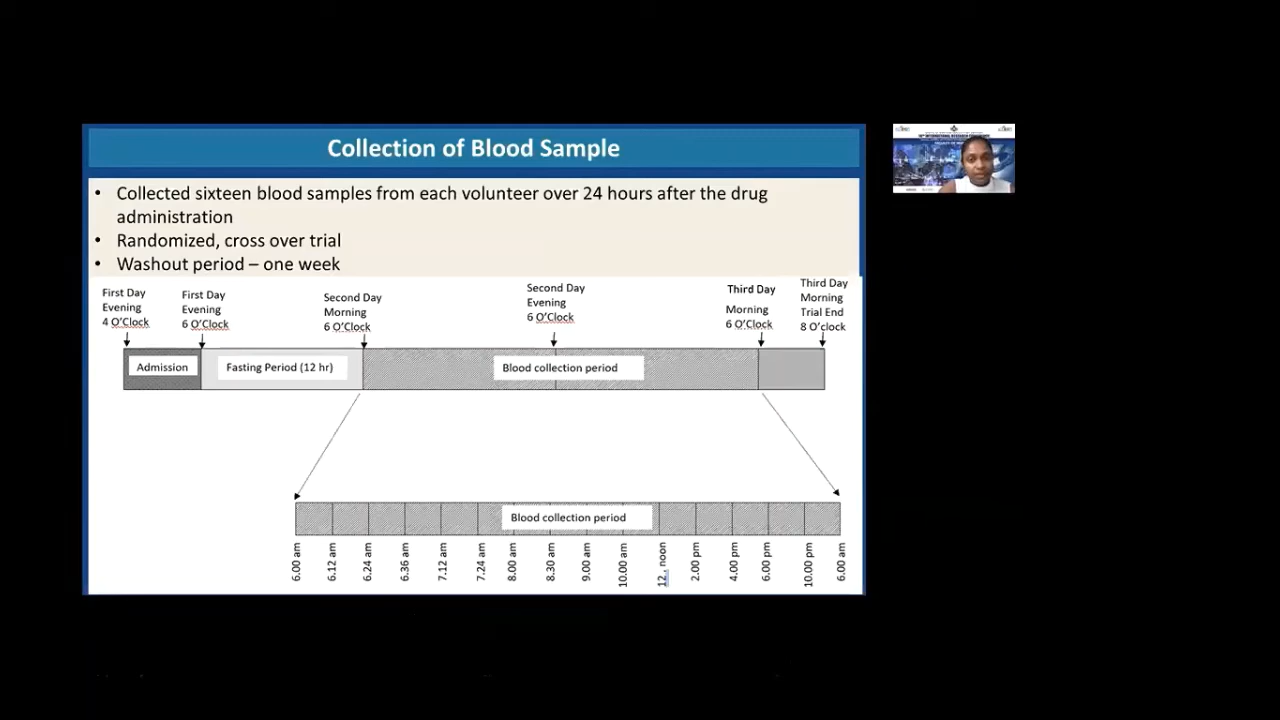 Collection of Blood Sample
• Collected sixteen blood samples from each volunteer over 24 hours after the drug
administration
• Randomized, cross over trial
• Washout period – one week
First Day
Evening
4 O'Clock
First Day
Evening
6 O'Clock
Second Day
Morning
6 O'Clock
Second Day
Evening
6 O'Clock
Third Day
Morning
6 O'Clock
Third Day
Morning
Trial End
8 O'clock
Admission
Fasting Period (12 hr)
Blood collection period
Blood collection period
6.00 am
6.12 am
6.24 am
6.36 am
7.12 am
7.24 am
8.00 am
8.30 am
9.00 am
10.00 am
12 . noon
2.00 pm
4.00 pm
6.00 pm
10.00 pm
6.00 am